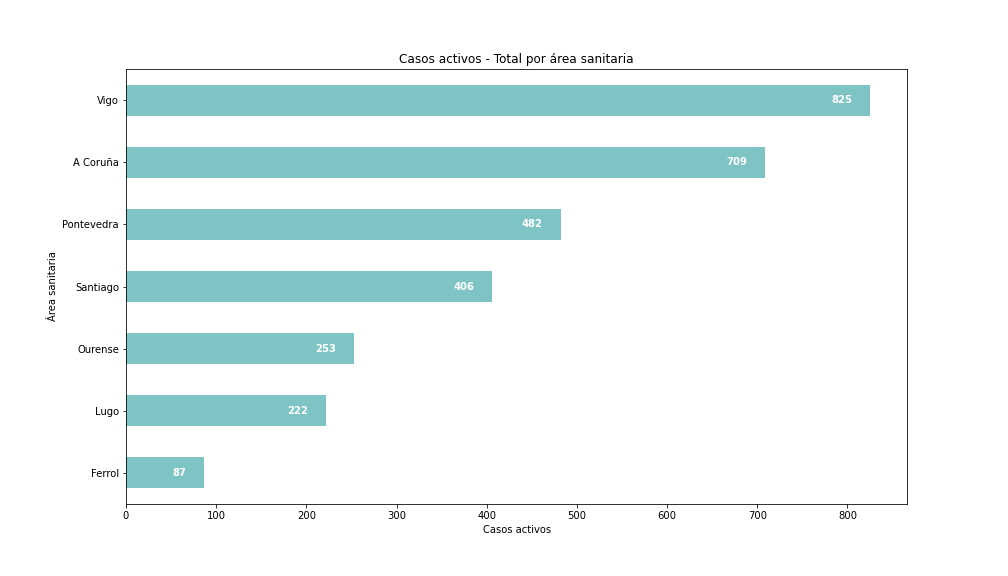 Casos activos - Total por área sanitaria
Vigo
825
A Coruña
709
Pontevedra
482
Santiago
406
Ourense
253
Lugo
222
Ferrol
87
Área sanitaria
0 100 200 300 400 500 600 700 800
Casos activos